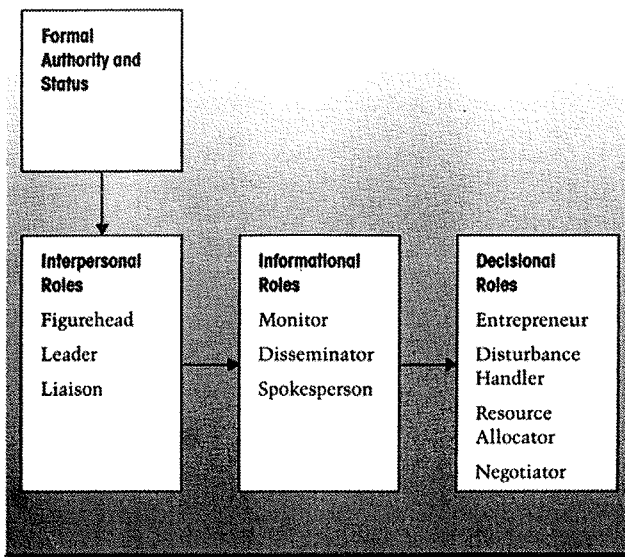 Formal
Authority and
Status
Interpersonal
Roles
Figurehead
Leader
Liaison
Informational
Roles
Monitor
Disseminator
Spokesperson
Decisional
Roles
Entrepreneur
Disturbance
Handler
Resource
Allocator
Negotiator